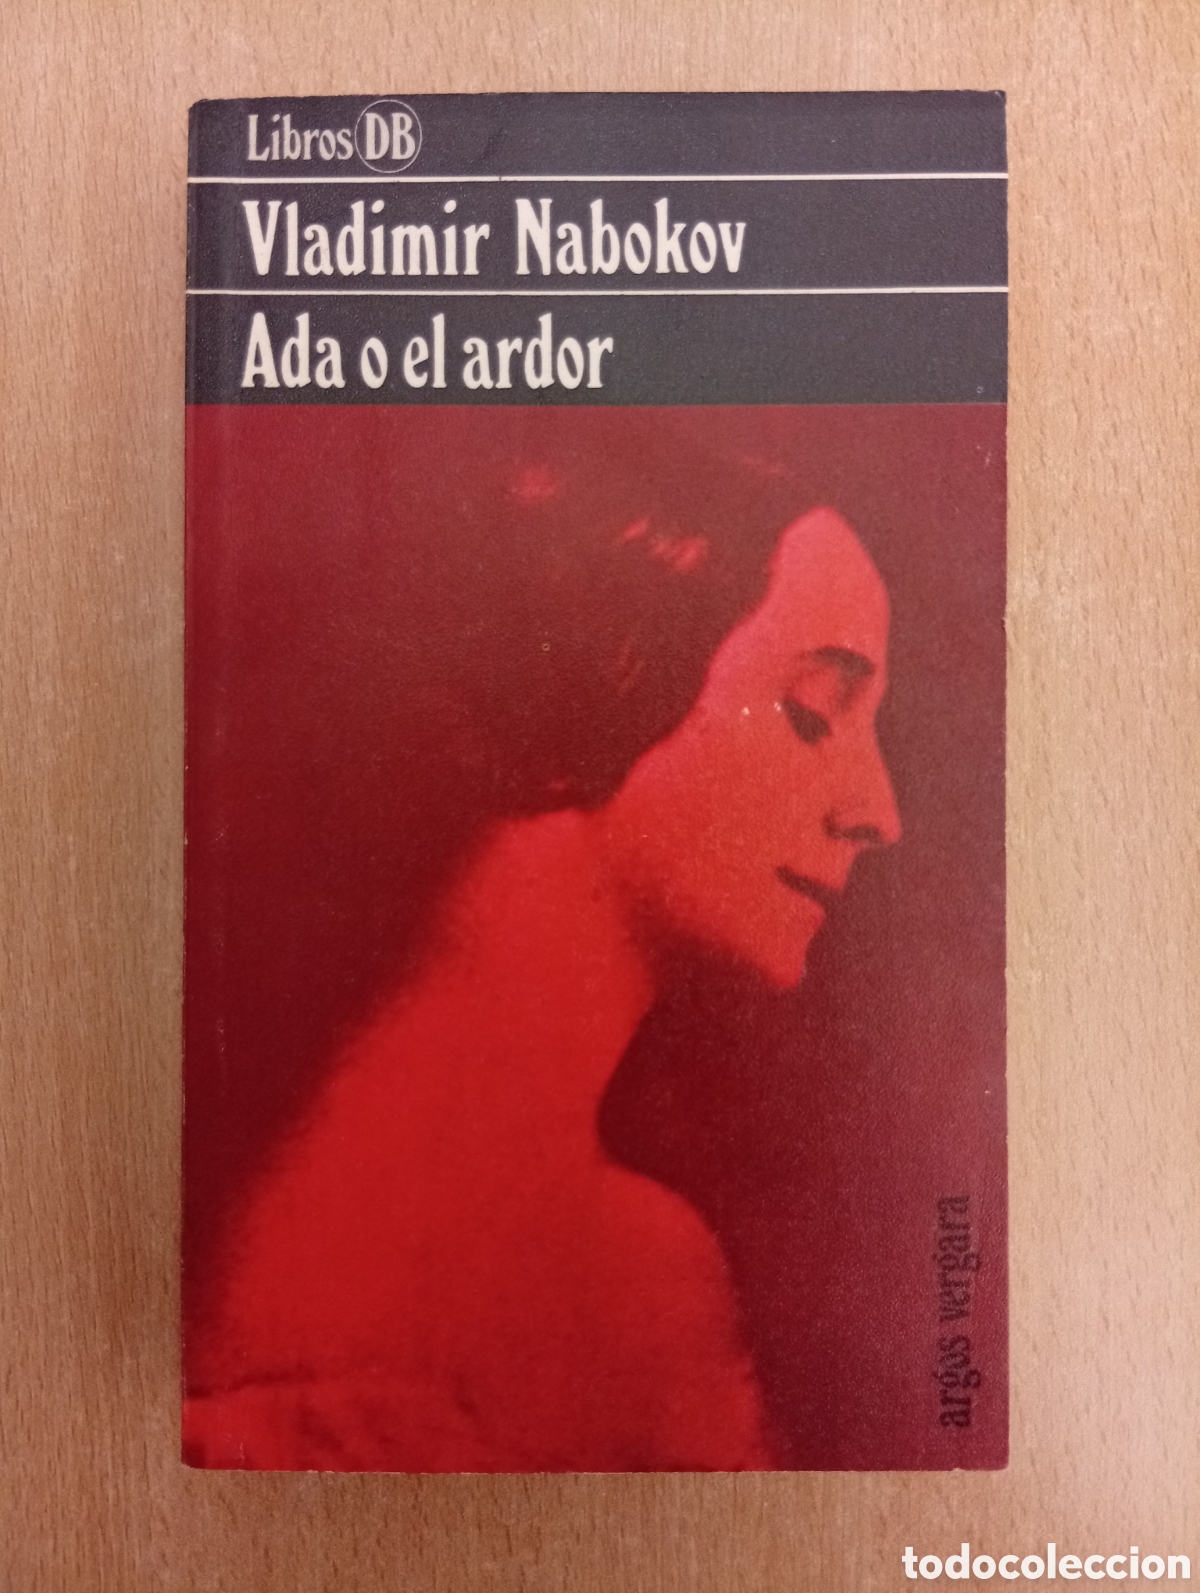 Libros DB
Vladimir Nabokov
Ada o el ardor
argos vergara
todocoleccion